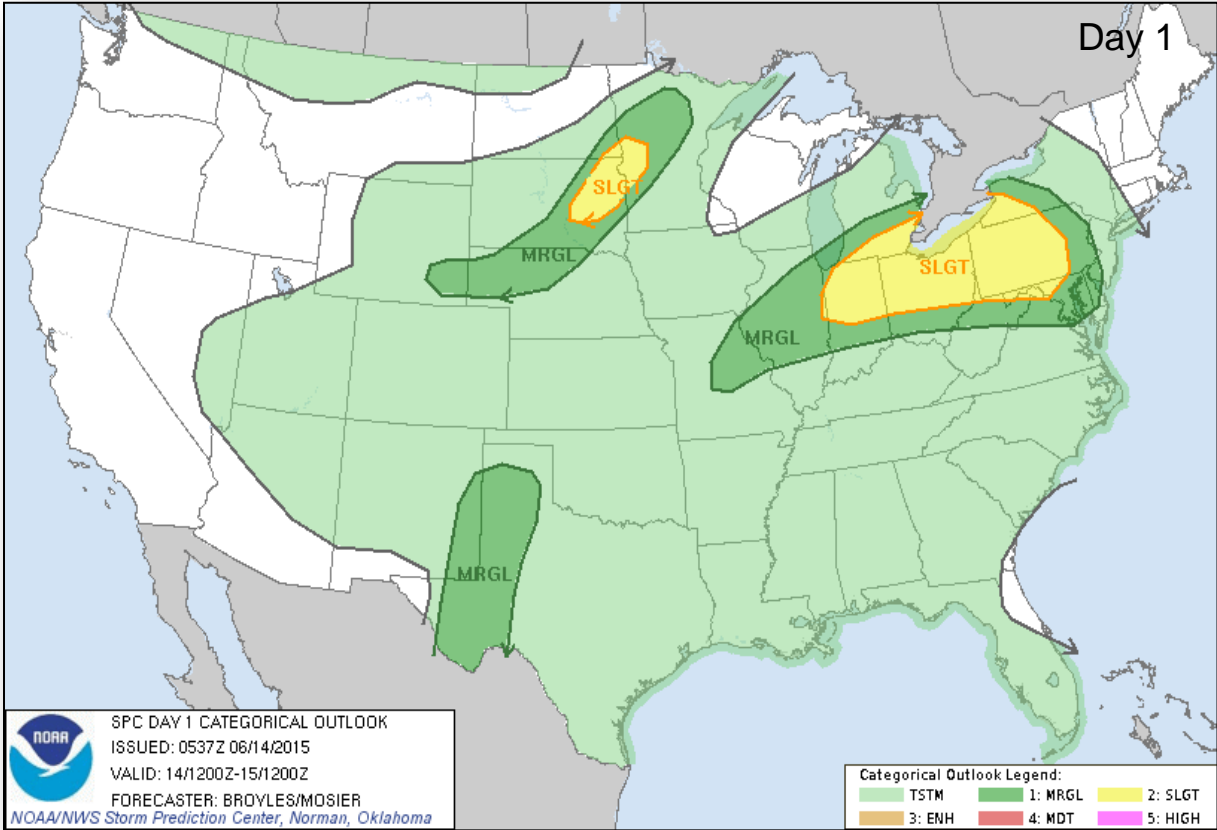 Day 1
SLGT
MRGL
SLGT
MRGL
MRGL
NOAA
SPC DAY 1 CATEGORICAL OUTLOOK
ISSUED: 0537Z 06/14/2015
VALID: 14/1200Z-15/1200Z
FORECASTER: BROYLES/MOSIER
NOAA/NWS Storm Prediction Center, Norman, Oklahoma
Categorical Outlook Legend:
TSTM 1: MRGL 2: SLGT
3: ENH 4: MDT 5: HIGH